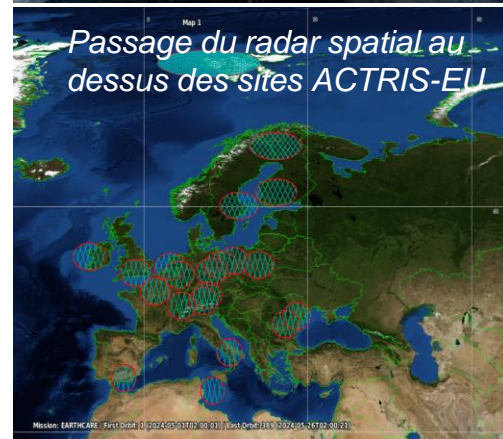 Map 1
Passage du radar spatial au
dessus des sites ACTRIS-EU
Mission: EARTHCARE. First Orbit: 1 (2024-05-01T02:00:01) Last Orbit: 389 (2024-05-26T02:00:21)